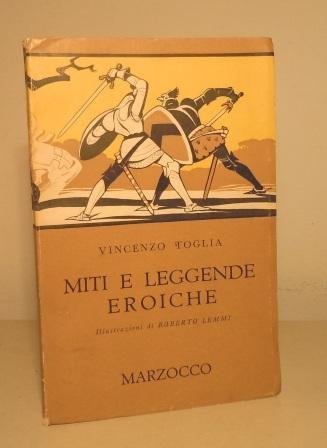 VINCENZO TOGLIA
MITI E LEGGENDE
EROICHE
Illustrazioni di ROBERTO LEMMI
MARZOCCO